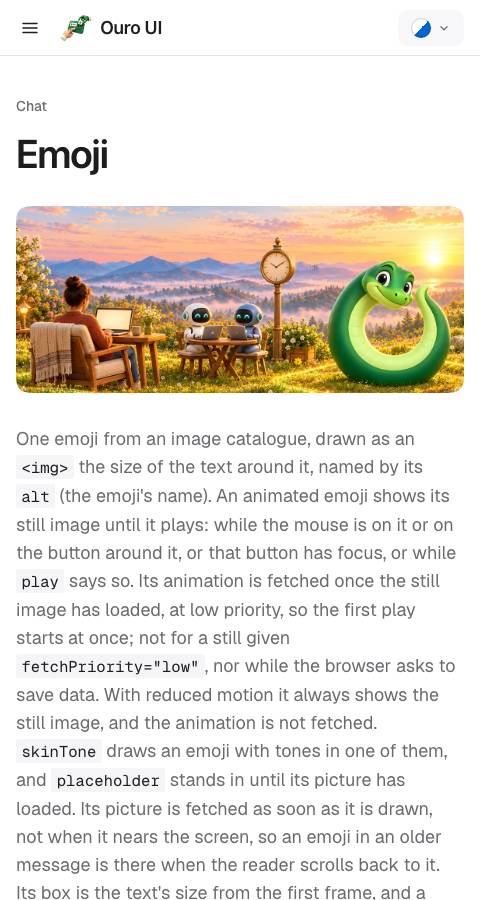 Ouro UI
Chat
Emoji
One emoji from an image catalogue, drawn as an
<img> the size of the text around it, named by its
alt (the emoji's name). An animated emoji shows its
still image until it plays: while the mouse is on it or on
the button around it, or that button has focus, or while
play says so. Its animation is fetched once the still
image has loaded, at low priority, so the first play
starts at once; not for a still given
fetchPriority="low", nor while the browser asks to
save data. With reduced motion it always shows the
still image, and the animation is not fetched.
skinTone draws an emoji with tones in one of them,
and placeholder stands in until its picture has
loaded. Its picture is fetched as soon as it is drawn,
not when it nears the screen, so an emoji in an older
message is there when the reader scrolls back to it.
Its box is the text's size from the first frame, and a